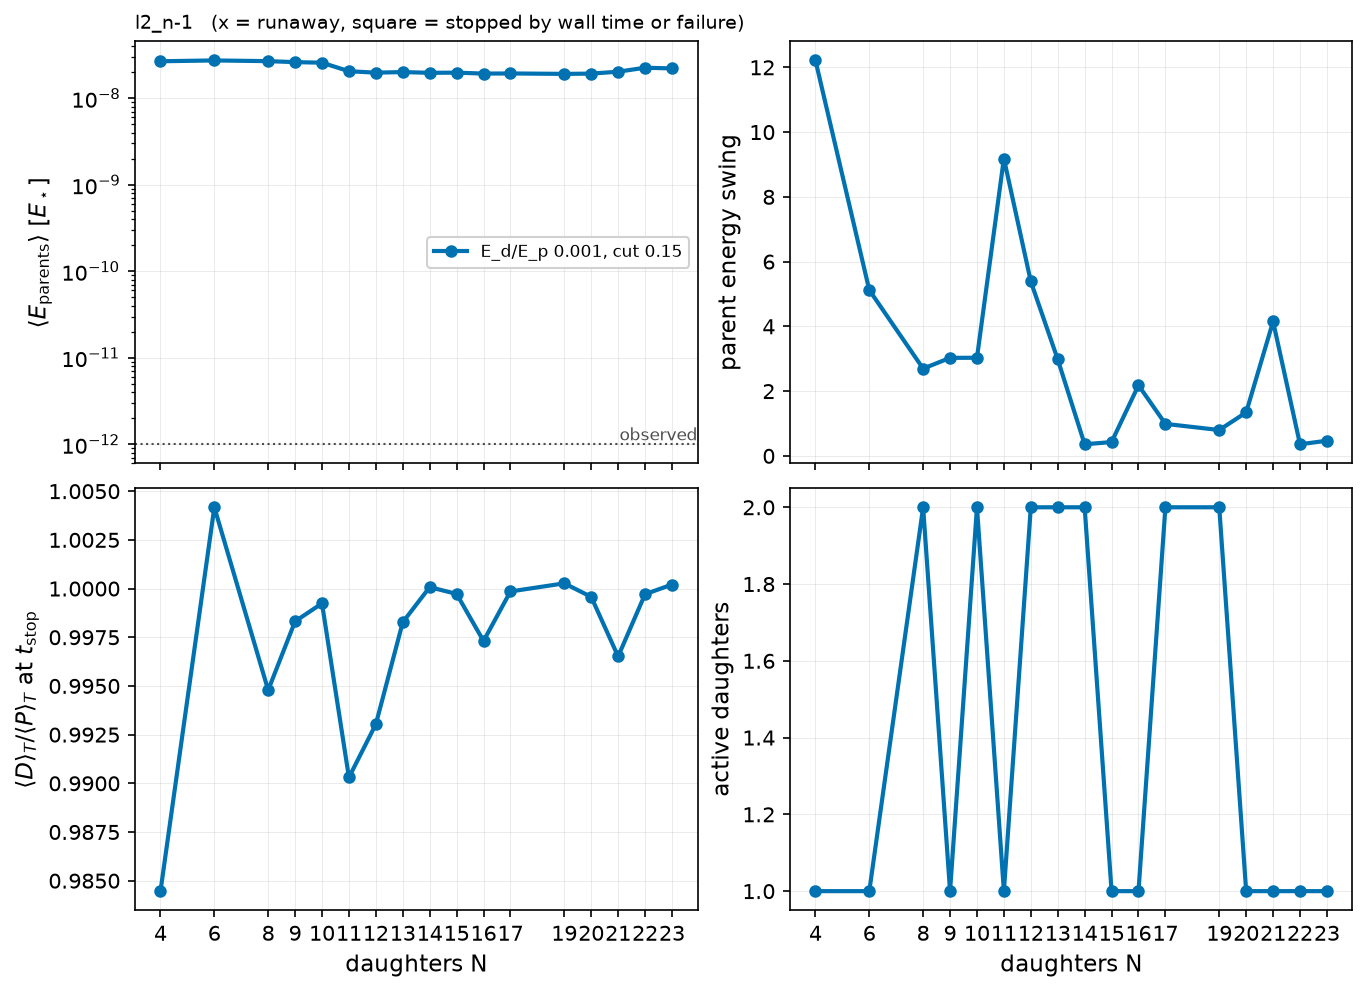 l2_n-1   (x = runaway, square = stopped by wall time or failure)
10⁻⁸
10⁻⁹
10⁻¹⁰
10⁻¹¹
10⁻¹²
⟨E_parents⟩ [E⋆]
E_d/E_p 0.001, cut 0.15
observed
12
10
8
6
4
2
0
parent energy swing
1.0050
1.0025
1.0000
0.9975
0.9950
0.9925
0.9900
0.9875
0.9850
⟨D⟩_T/⟨P⟩_T at t_stop
4 6 8 9 10 11 12 13 14 15 16 17 19 20 21 22 23
daughters N
2.0
1.8
1.6
1.4
1.2
1.0
active daughters
4 6 8 9 10 11 12 13 14 15 16 17 19 20 21 22 23
daughters N